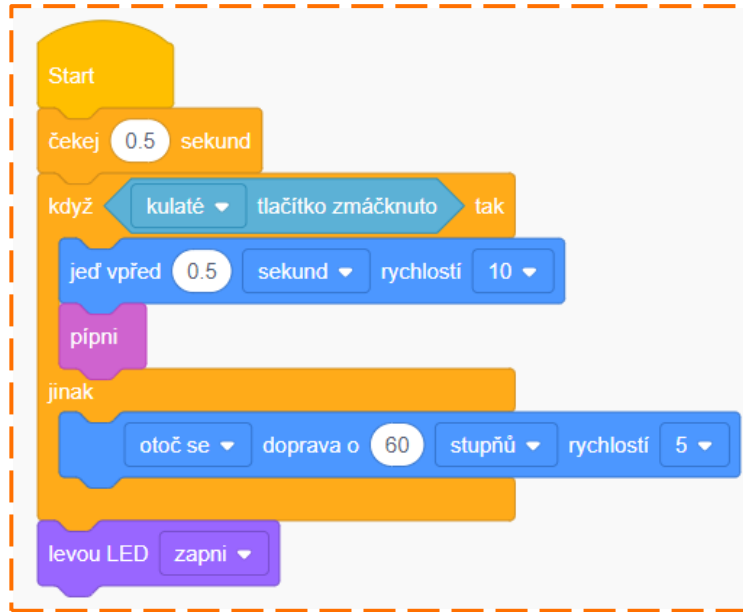 Start
čekej 0.5 sekund
když kulaté tlačítko zmáčknuto tak
jeď vpřed 0.5 sekund rychlostí 10
pípni
jinak
otoč se doprava o 60 stupňů rychlostí 5
levou LED zapni